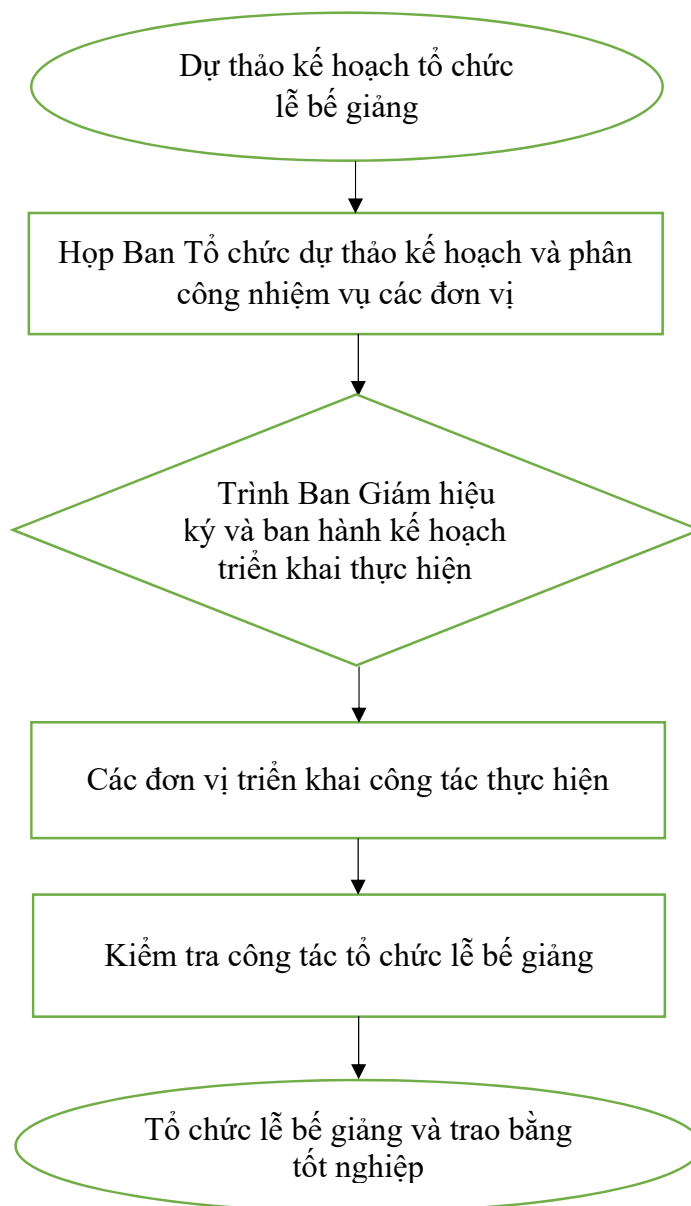 Dự thảo kế hoạch tổ chức
lễ bế giảng
Họp Ban Tổ chức dự thảo kế hoạch và phân
công nhiệm vụ các đơn vị
Trình Ban Giám hiệu
ký và ban hành kế hoạch
triển khai thực hiện
Các đơn vị triển khai công tác thực hiện
Kiểm tra công tác tổ chức lễ bế giảng
Tổ chức lễ bế giảng và trao bằng
tốt nghiệp